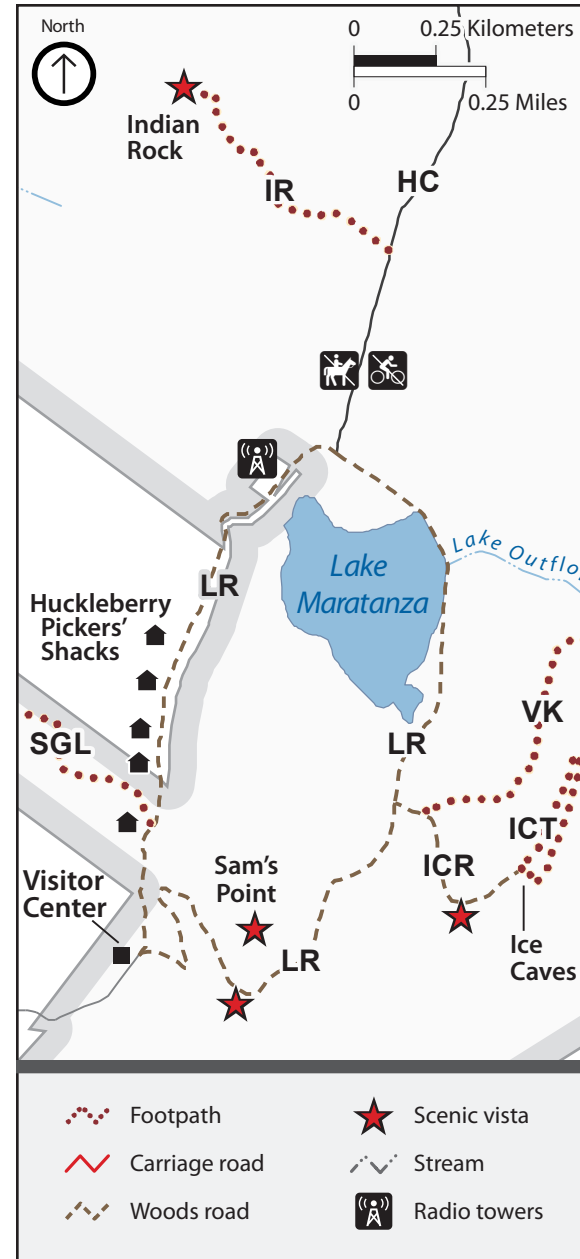 North
0 0.25 Kilometers
0 0.25 Miles
Indian
Rock
IR
HC
LR
Lake
Maratanza
Lake Outflo
Huckleberry
Pickers'
Shacks
VK
SGL
LR
ICT
ICR
Visitor
Center
Sam's
Point
LR
Ice
Caves
Footpath
Scenic vista
Carriage road
Stream
Woods road
Radio towers